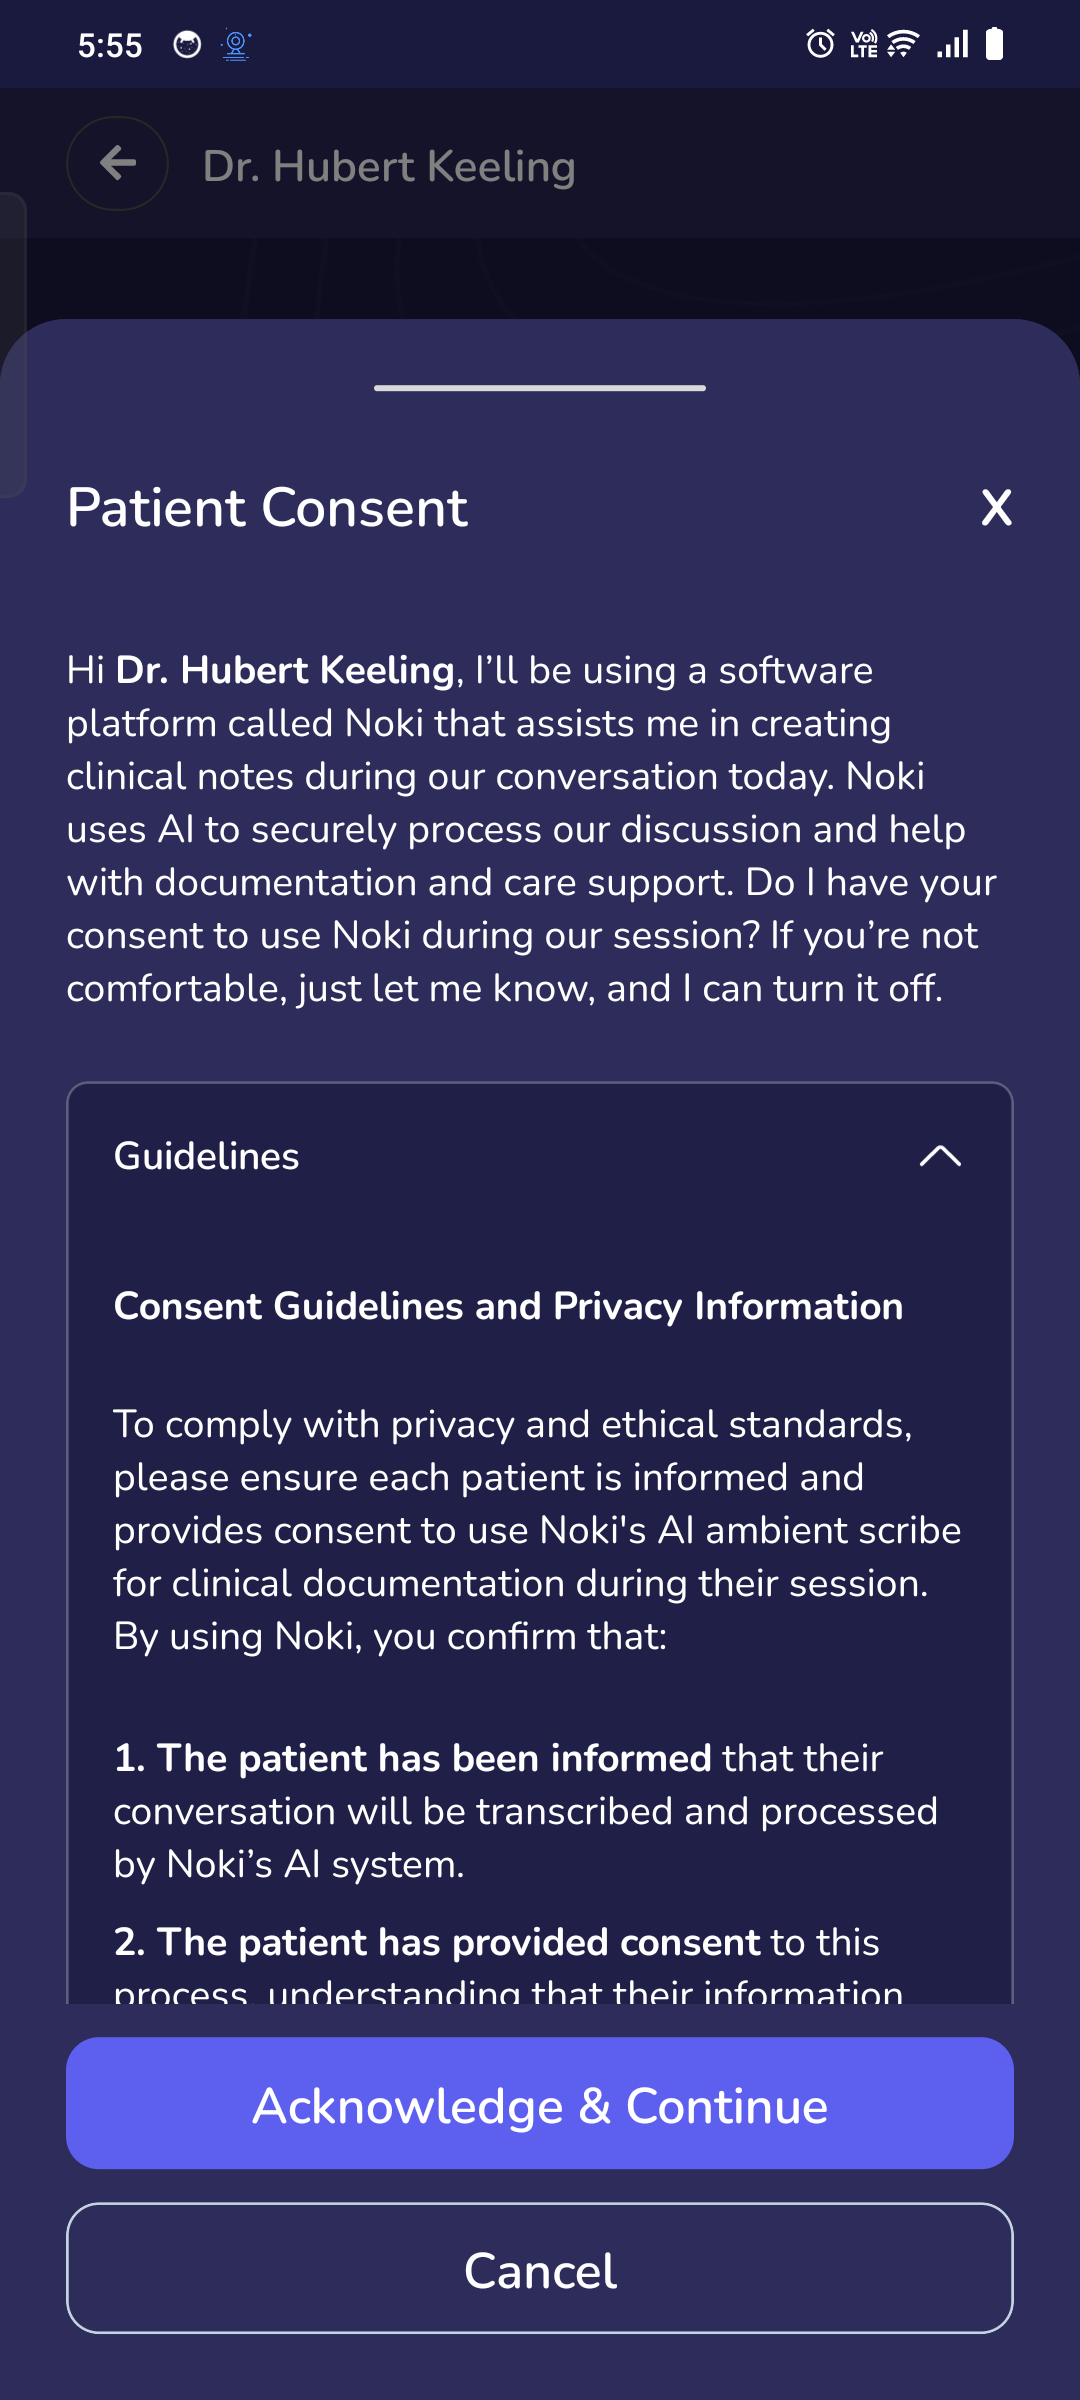 5:55
Vo)) LTE
Dr. Hubert Keeling
Patient Consent
X
Hi Dr. Hubert Keeling, I’ll be using a software
platform called Noki that assists me in creating
clinical notes during our conversation today. Noki
uses AI to securely process our discussion and help
with documentation and care support. Do I have your
consent to use Noki during our session? If you’re not
comfortable, just let me know, and I can turn it off.
Guidelines
Consent Guidelines and Privacy Information
To comply with privacy and ethical standards,
please ensure each patient is informed and
provides consent to use Noki's AI ambient scribe
for clinical documentation during their session.
By using Noki, you confirm that:
1. The patient has been informed that their
conversation will be transcribed and processed
by Noki’s AI system.
2. The patient has provided consent to this
process, understanding that their information
Acknowledge & Continue
Cancel